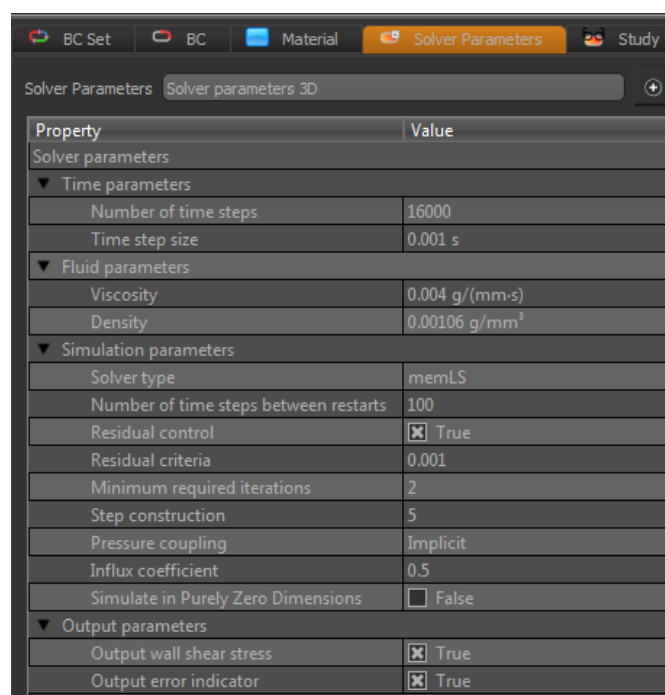 BC Set BC Material Solver Parameters Study
Solver Parameters Solver parameters 3D
Property Value
Solver parameters
Time parameters
Number of time steps 16000
Time step size 0.001 s
Fluid parameters
Viscosity 0.004 g/(mm·s)
Density 0.00106 g/mm³
Simulation parameters
Solver type memLS
Number of time steps between restarts 100
Residual control True
Residual criteria 0.001
Minimum required iterations 2
Step construction 5
Pressure coupling Implicit
Influx coefficient 0.5
Simulate in Purely Zero Dimensions False
Output parameters
Output wall shear stress True
Output error indicator True